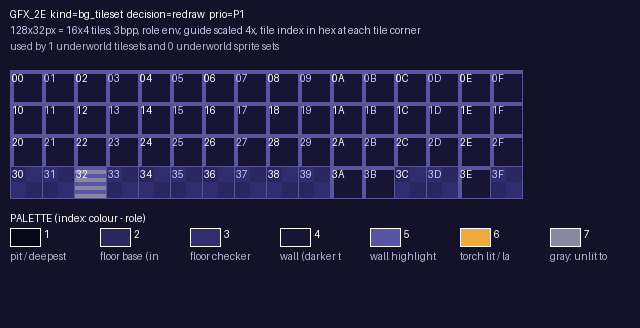 GFX_2E kind=bg_tileset decision=redraw prio=P1
128x32px = 16x4 tiles, 3bpp, role env; guide scaled 4x, tile index in hex at each tile corner
used by 1 underworld tilesets and 0 underworld sprite sets
00 01 02 03 04 05 06 07 08 09 0A 0B 0C 0D 0E 0F
10 11 12 13 14 15 16 17 18 19 1A 1B 1C 1D 1E 1F
20 21 22 23 24 25 26 27 28 29 2A 2B 2C 2D 2E 2F
30 31 32 33 34 35 36 37 38 39 3A 3B 3C 3D 3E 3F
PALETTE (index: colour - role)
1 2 3 4 5 6 7
pit / deepest floor base (in floor checker wall (darker t wall highlight torch lit / la gray: unlit to